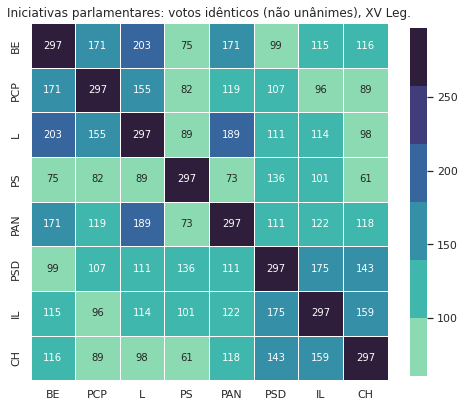 Iniciativas parlamentares: votos idênticos (não unânimes), XV Leg.
BE 297 171 203 75 171 99 115 116
PCP 171 297 155 82 119 107 96 89
L 203 155 297 89 189 111 114 98
PS 75 82 89 297 73 136 101 61
PAN 171 119 189 73 297 111 122 118
PSD 99 107 111 136 111 297 175 143
IL 115 96 114 101 122 175 297 159
CH 116 89 98 61 118 143 159 297
BE PCP L PS PAN PSD IL CH
250
200
150
100